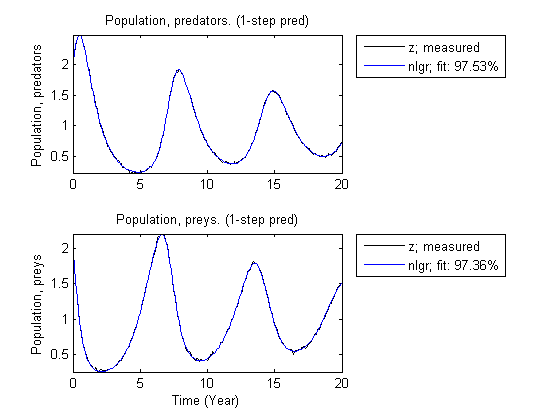 Population, predators. (1-step pred)
Population, predators
2
1.5
1
0.5
0
5
10
15
20
z; measured
nlgr; fit: 97.53%
Population, preys. (1-step pred)
Population, preys
2
1.5
1
0.5
0
5
10
15
20
Time (Year)
z; measured
nlgr; fit: 97.36%